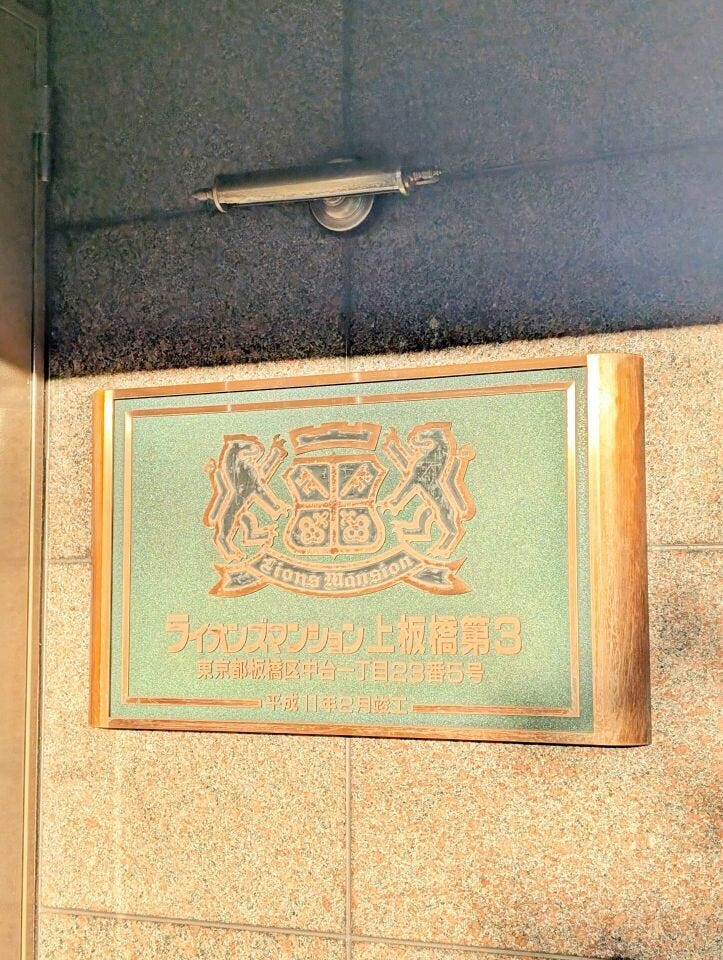 Lions Mansion
ライオンズマンション上板橋第3
東京都板橋区中台一丁目23番5号
平成11年2月竣工